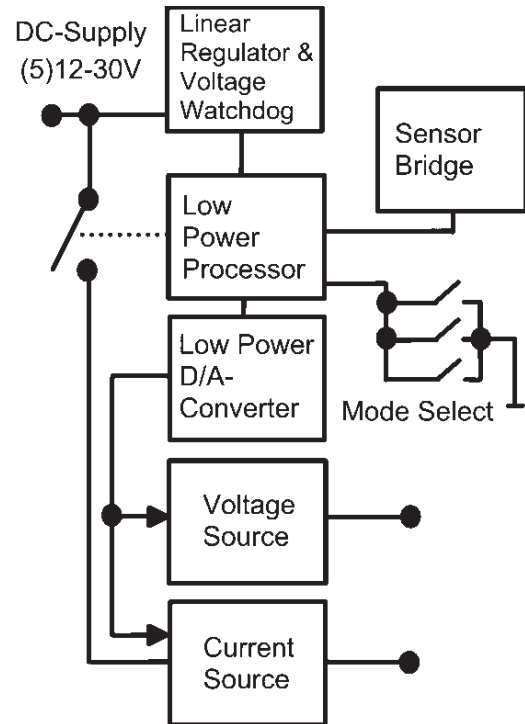 DC-Supply
(5)12-30V
Linear
Regulator &
Voltage
Watchdog
Sensor
Bridge
Low
Power
Processor
Low Power
D/A-
Converter
Mode Select
Voltage
Source
Current
Source